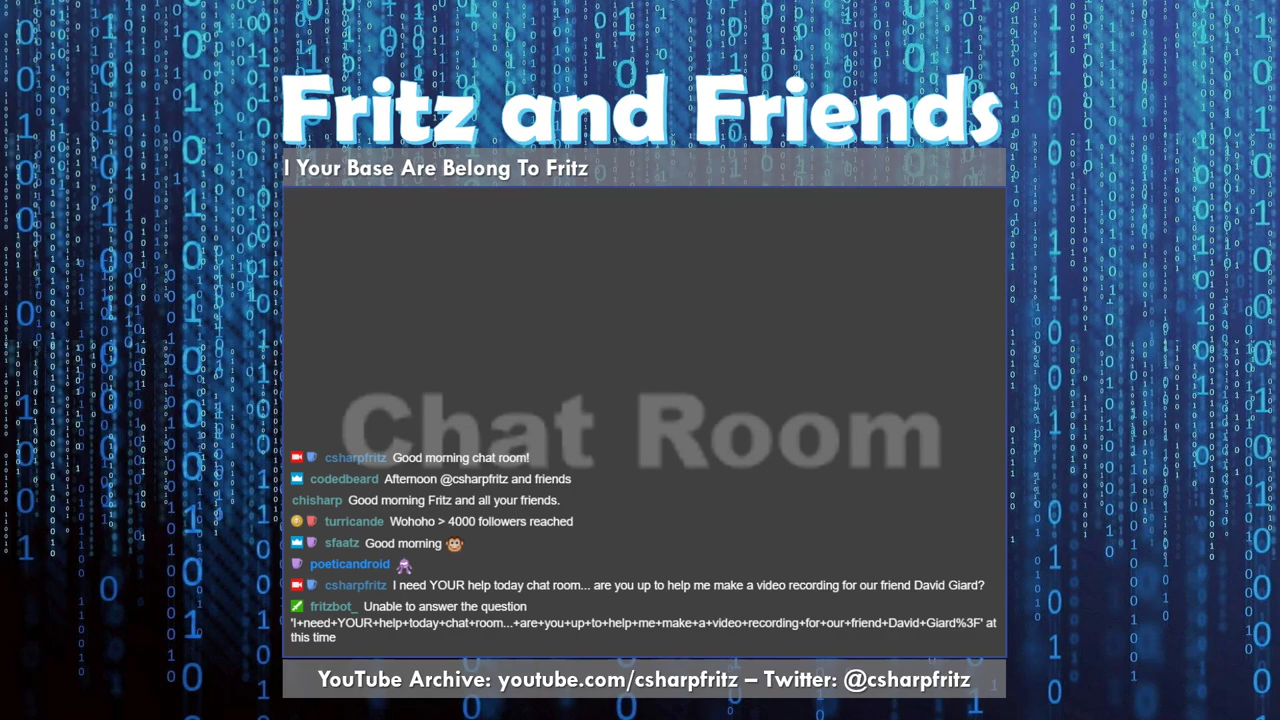 Fritz and Friends
l Your Base Are Belong To Fritz
Chat Room
csharpfritz Good morning chat room!
codedbeard Afternoon @csharpfritz and friends
chisharp Good morning Fritz and all your friends.
turricande Wohoho > 4000 followers reached
sfaatz Good morning
poeticandroid
csharpfritz I need YOUR help today chat room... are you up to help me make a video recording for our friend David Giard?
fritzbot_ Unable to answer the question
'I+need+YOUR+help+today+chat+room...+are+you+up+to+help+me+make+a+video+recording+for+our+friend+David+Giard%3F' at
this time
YouTube Archive: youtube.com/csharpfritz – Twitter: @csharpfritz